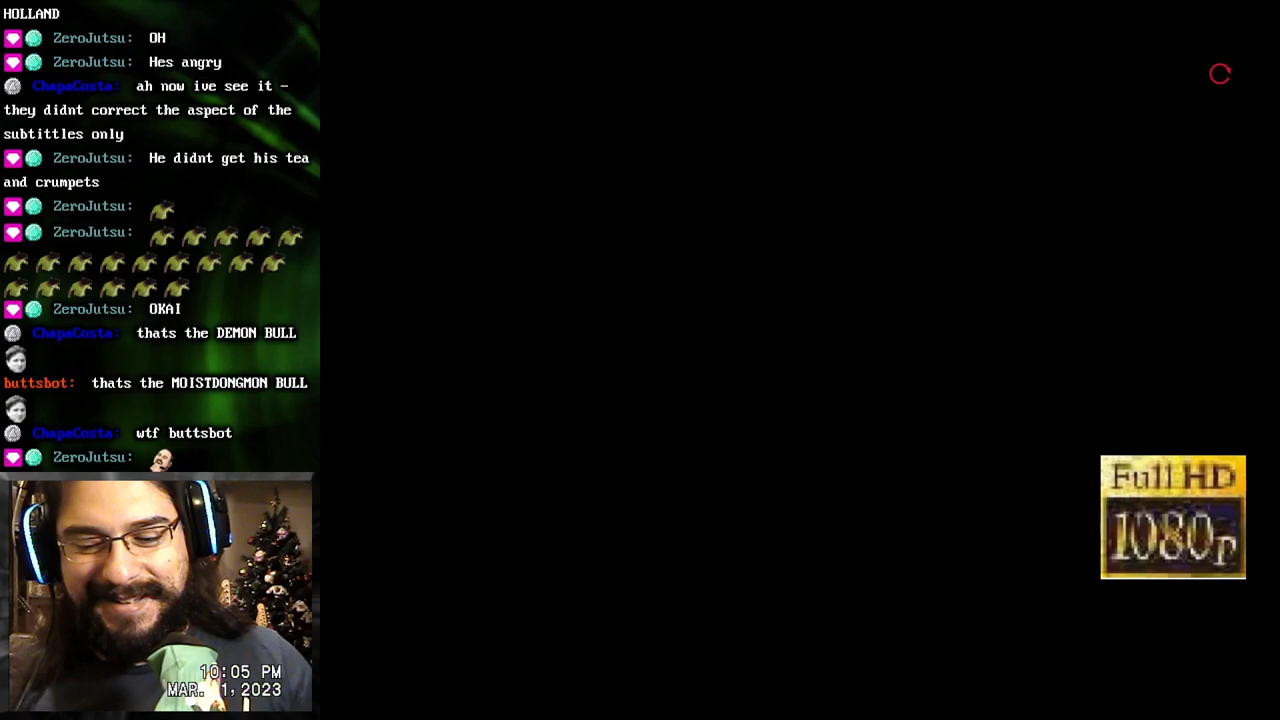 HOLLAND
ZeroJutsu: OH
ZeroJutsu: Hes angry
ChapaCosta: ah now ive see it -
they didnt correct the aspect of the
subtittles only
ZeroJutsu: He didnt get his tea
and crumpets
ZeroJutsu:
ZeroJutsu:
ZeroJutsu: OKAI
ChapaCosta: thats the DEMON BULL
buttsbot: thats the MOISTDONGMON BULL
ChapaCosta: wtf buttsbot
ZeroJutsu:
Full HD
1080p
10:05 PM
MAR. 1,2023